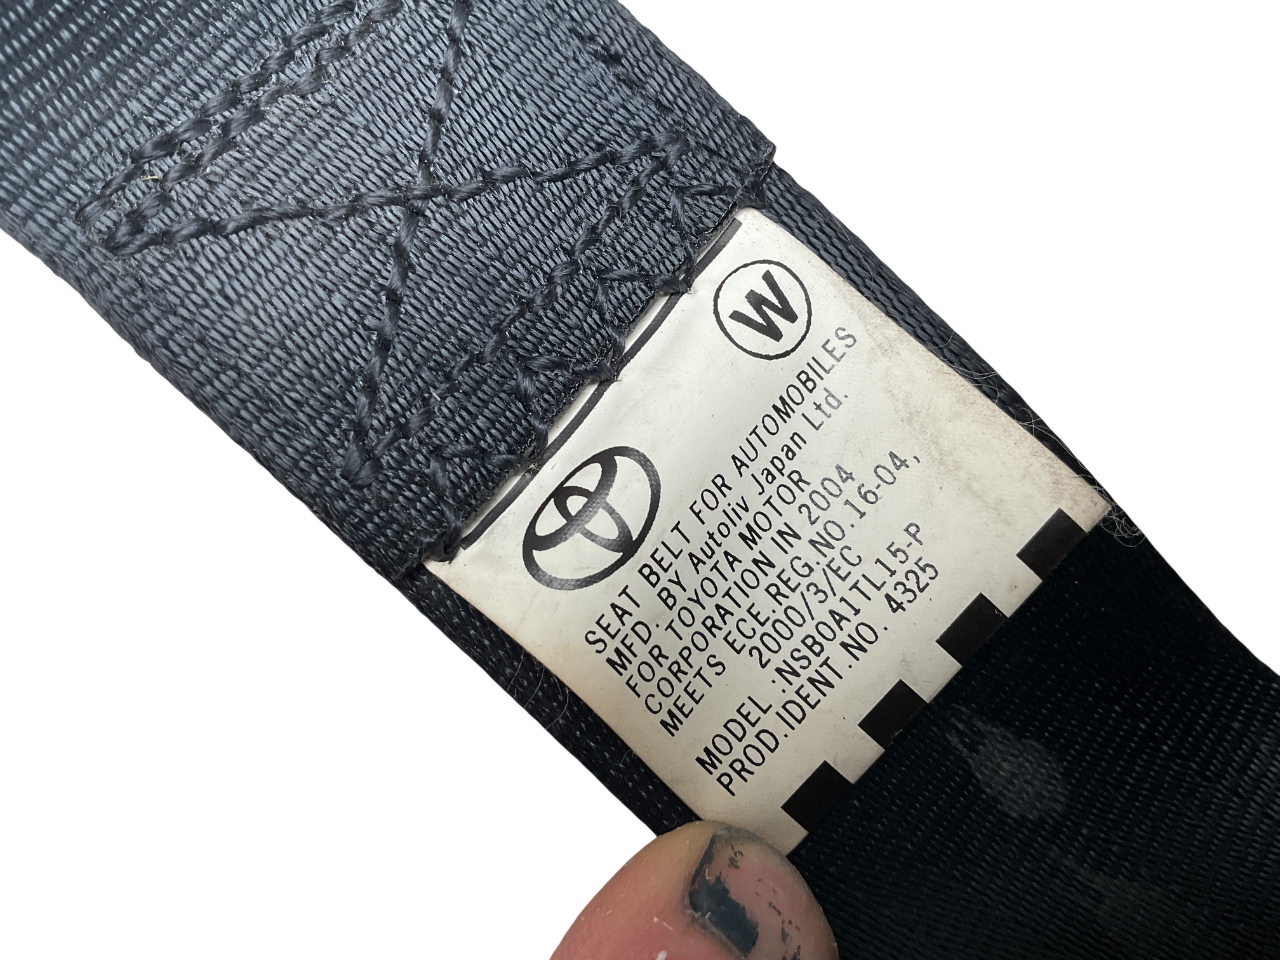 W
SEAT BELT FOR AUTOMOBILES
MFD. BY Autoliv Japan Ltd.
FOR TOYOTA MOTOR
CORPORATION IN 2004
MEETS ECE.REG.NO.16-04,
2000/3/EC
MODEL :NSB0A1TL15-P
PROD.IDENT.NO. 4325